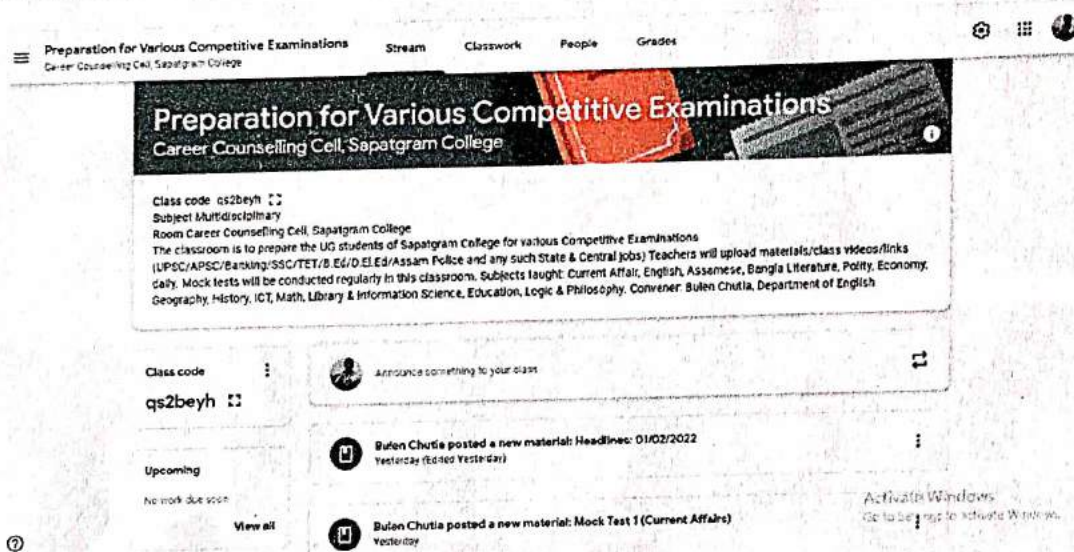 Preparation for Various Competitive Examinations
Career Counselling Cell, Sapatgram College
Stream
Classwork
People
Grades
Preparation for Various Competitive Examinations
Career Counselling Cell, Sapatgram College
Class code qs2beyh
Subject Multidisciplinary
Room Career Counselling Cell, Sapatgram College
The classroom is to prepare the UG students of Sapatgram College for various Competitive Examinations
(UPSC/APSC/Banking/SSC/TET/B.Ed/D.El.Ed/Assam Police and any such State & Central jobs) Teachers will upload materials/class videos/links
daily. Mock tests will be conducted regularly in this classroom. Subjects taught: Current Affair, English, Assamese, Bangla Literature, Polity, Economy,
Geography, History, ICT, Math, Library & Information Science, Education, Logic & Philosophy. Convener: Bulen Chutia, Department of English
Class code
qs2beyh
Announce something to your class
Bulen Chutia posted a new material: Headlines: 01/02/2022
Yesterday (Edited Yesterday)
Upcoming
No work due soon
View all
Bulen Chutia posted a new material: Mock Test 1 (Current Affairs)
Yesterday
Activate Windows
Go to Settings to activate Windows.